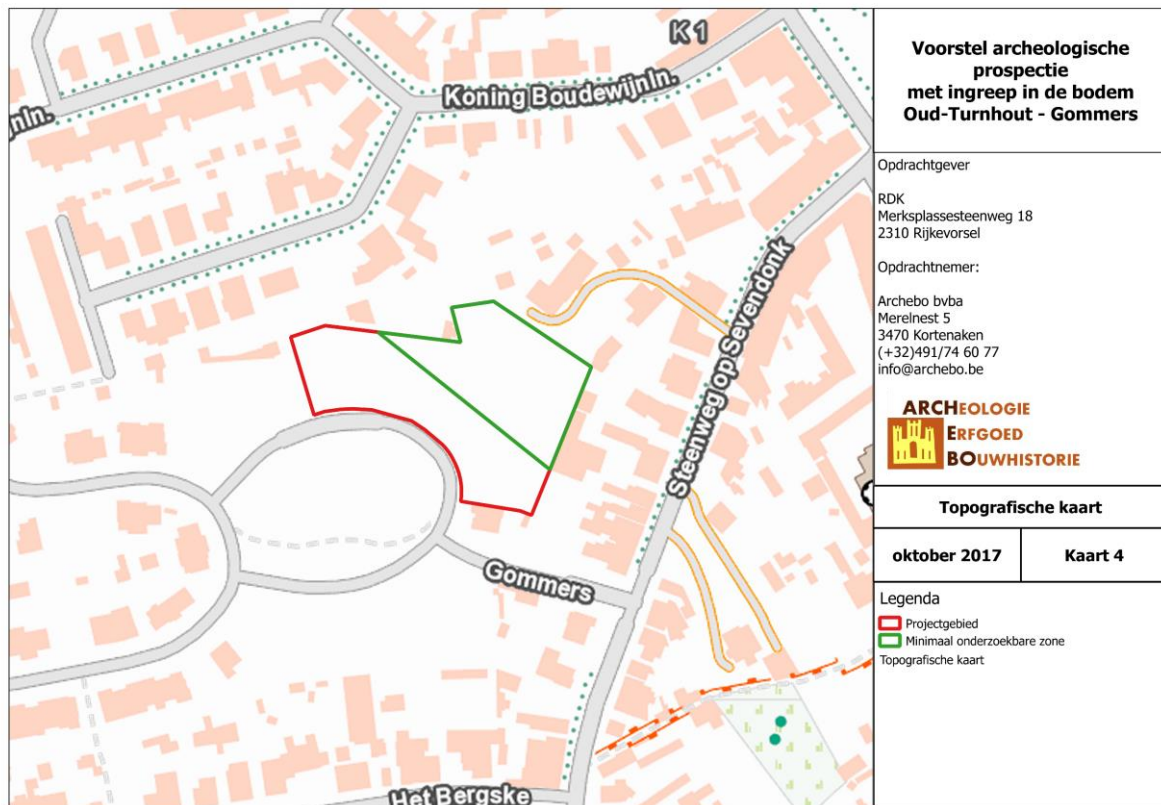 K 1
Koning Boudewijnln.
jnln.
Steenweg op Sevendonk
Gommers
Het Bergske
Voorstel archeologische
prospectie
met ingreep in de bodem
Oud-Turnhout - Gommers
Opdrachtgever
RDK
Merksplassesteenweg 18
2310 Rijkevorsel
Opdrachtnemer:
Archebo bvba
Merelnest 5
3470 Kortenaken
(+32)491/74 60 77
info@archebo.be
ARCHEOLOGIE
ERFGOED
BOUWHISTORIE
Topografische kaart
oktober 2017
Kaart 4
Legenda
Projectgebied
Minimaal onderzoekbare zone
Topografische kaart